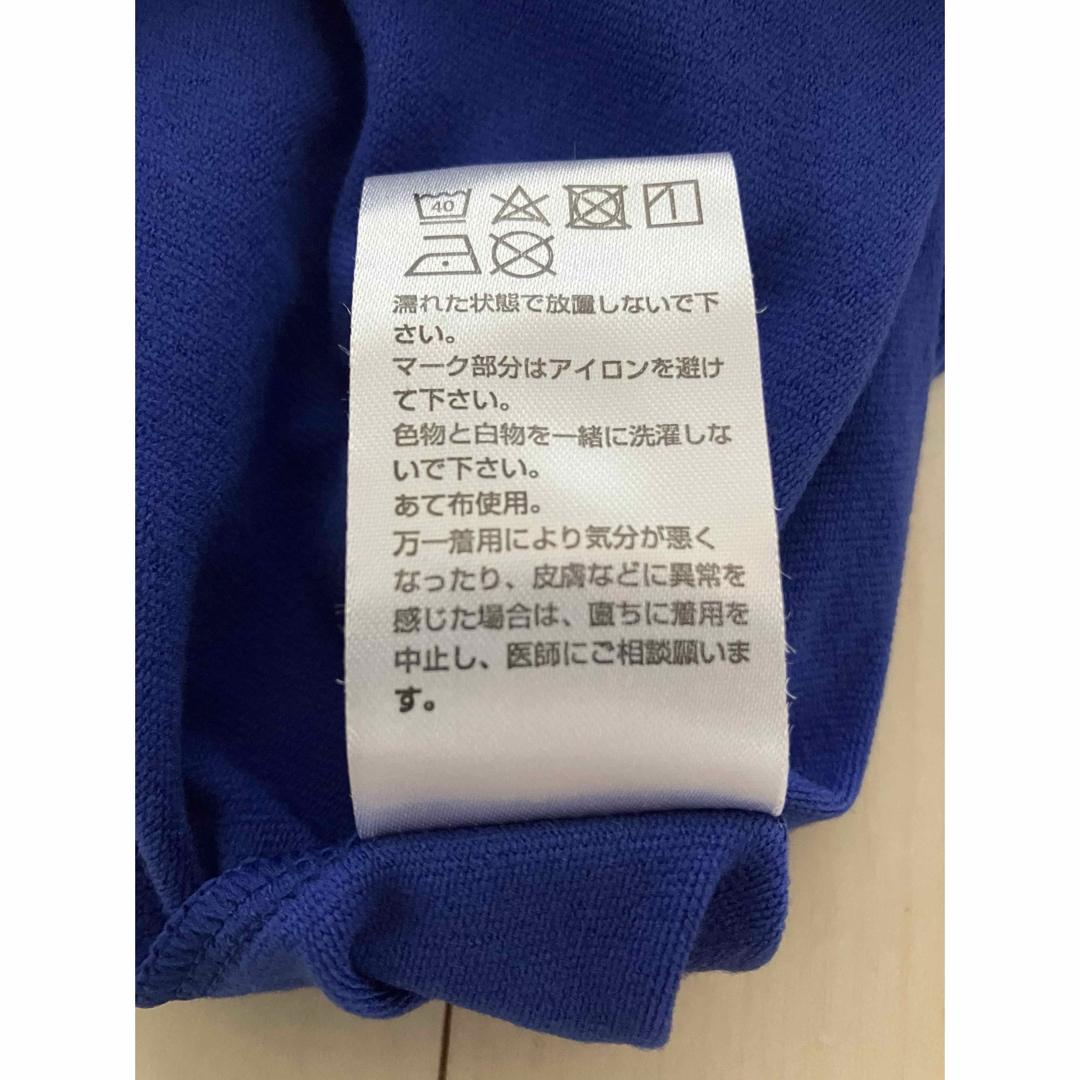 40
濡れた状態で放置しないで下
さい。
マーク部分はアイロンを避け
て下さい。
色物と白物を一緒に洗濯しな
いで下さい。
あて布使用。
万一着用により気分が悪く
なったり、皮膚などに異常を
感じた場合は、直ちに着用を
中止し、医師にご相談願いま
す。